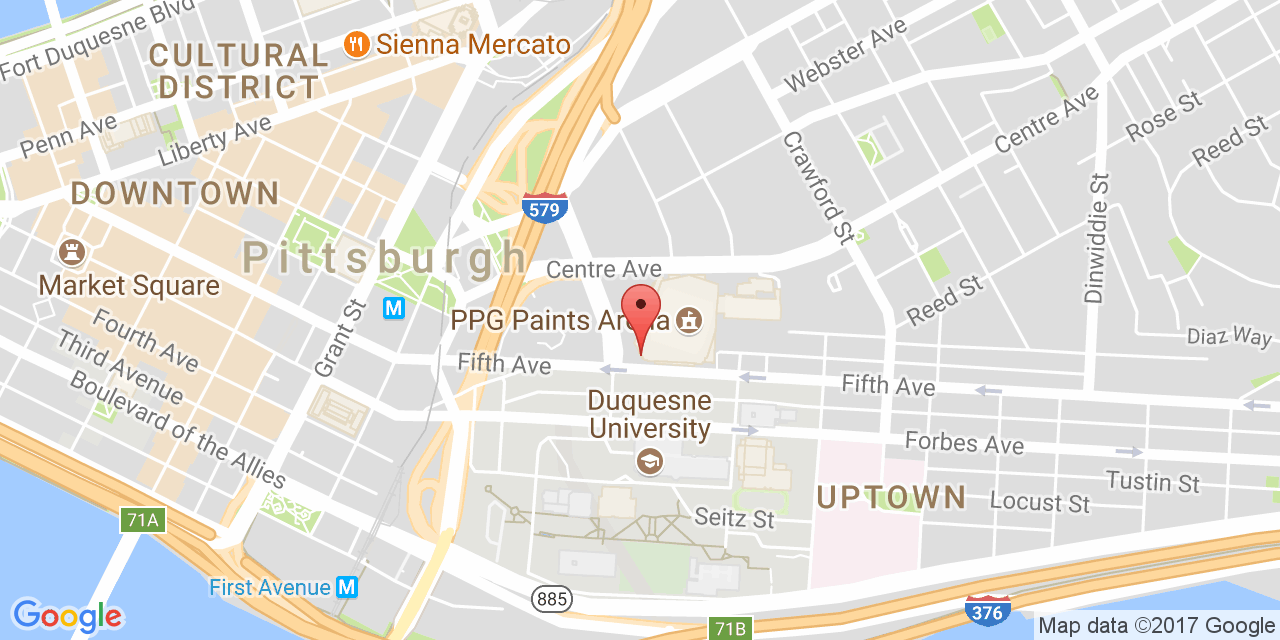 Fort Duquesne Blvd
CULTURAL
DISTRICT
Sienna Mercato
Webster Ave
Penn Ave
Liberty Ave
Centre Ave
Rose St
Reed St
DOWNTOWN
Crawford St
579
Dinwiddie St
Pittsburgh
Market Square
Centre Ave
M
PPG Paints Arena
Reed St
Diaz Way
Fourth Ave
Third Avenue
Boulevard of the Allies
Grant St
Fifth Ave
Fifth Ave
Duquesne
University
Forbes Ave
Tustin St
UPTOWN
Locust St
71A
Seitz St
First Avenue M
885
376
71B
Google
Map data ©2017 Google